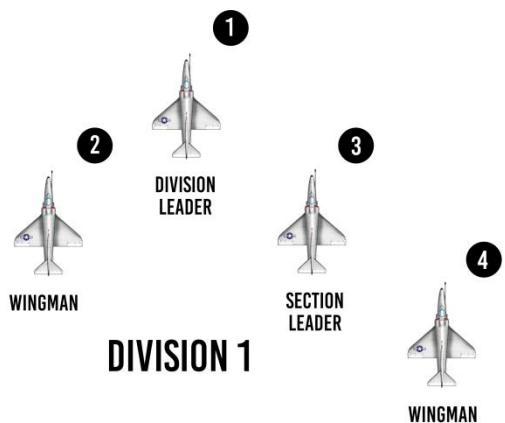 1
2
3
DIVISION
LEADER
4
WINGMAN
SECTION
LEADER
DIVISION 1
WINGMAN